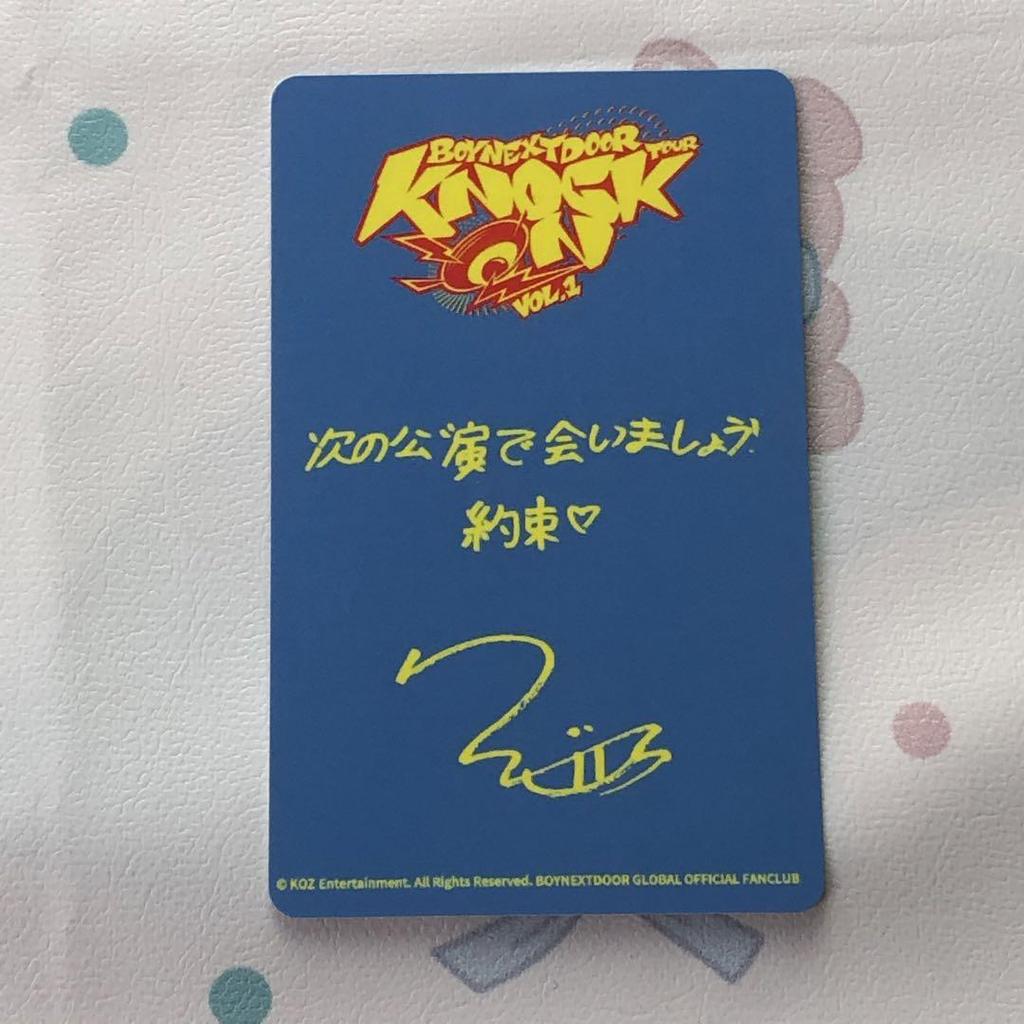 BOYNEXTDOOR TOUR
KNOCK
ON
VOL.1
次の公演で会いましょう
約束♡
© KOZ Entertainment. All Rights Reserved. BOYNEXTDOOR GLOBAL OFFICIAL FANCLUB